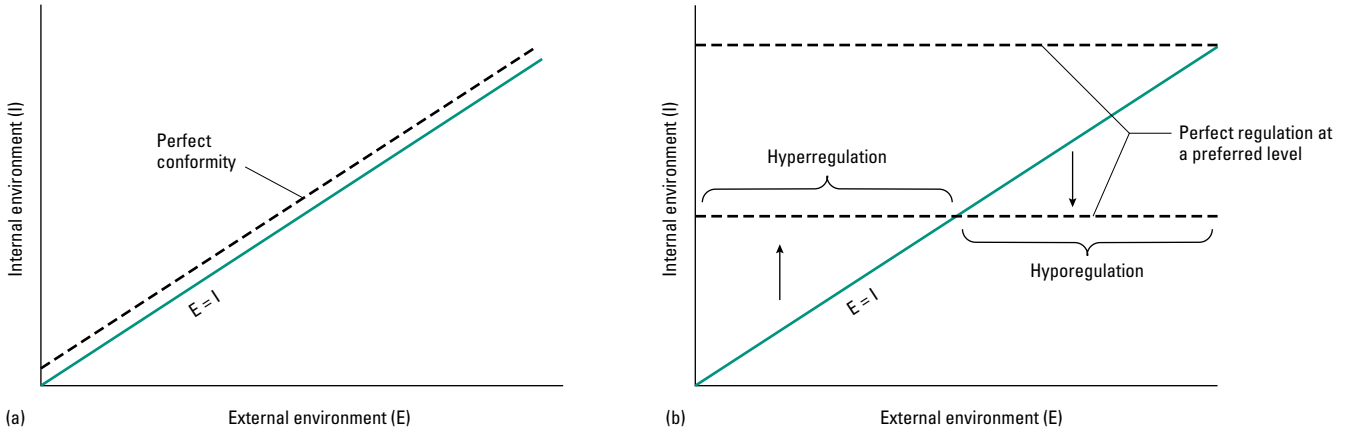 Internal environment (I)
Perfect
conformity
E = I
(a)
External environment (E)
Internal environment (I)
Hyperregulation
Perfect regulation at
a preferred level
Hyporegulation
E = I
(b)
External environment (E)